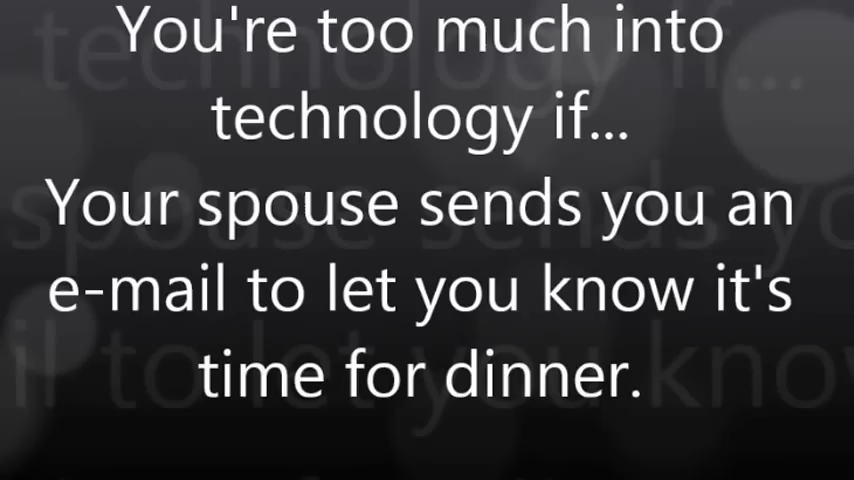 You're too much into
technology if...
Your spouse sends you an
e-mail to let you know it's
time for dinner.